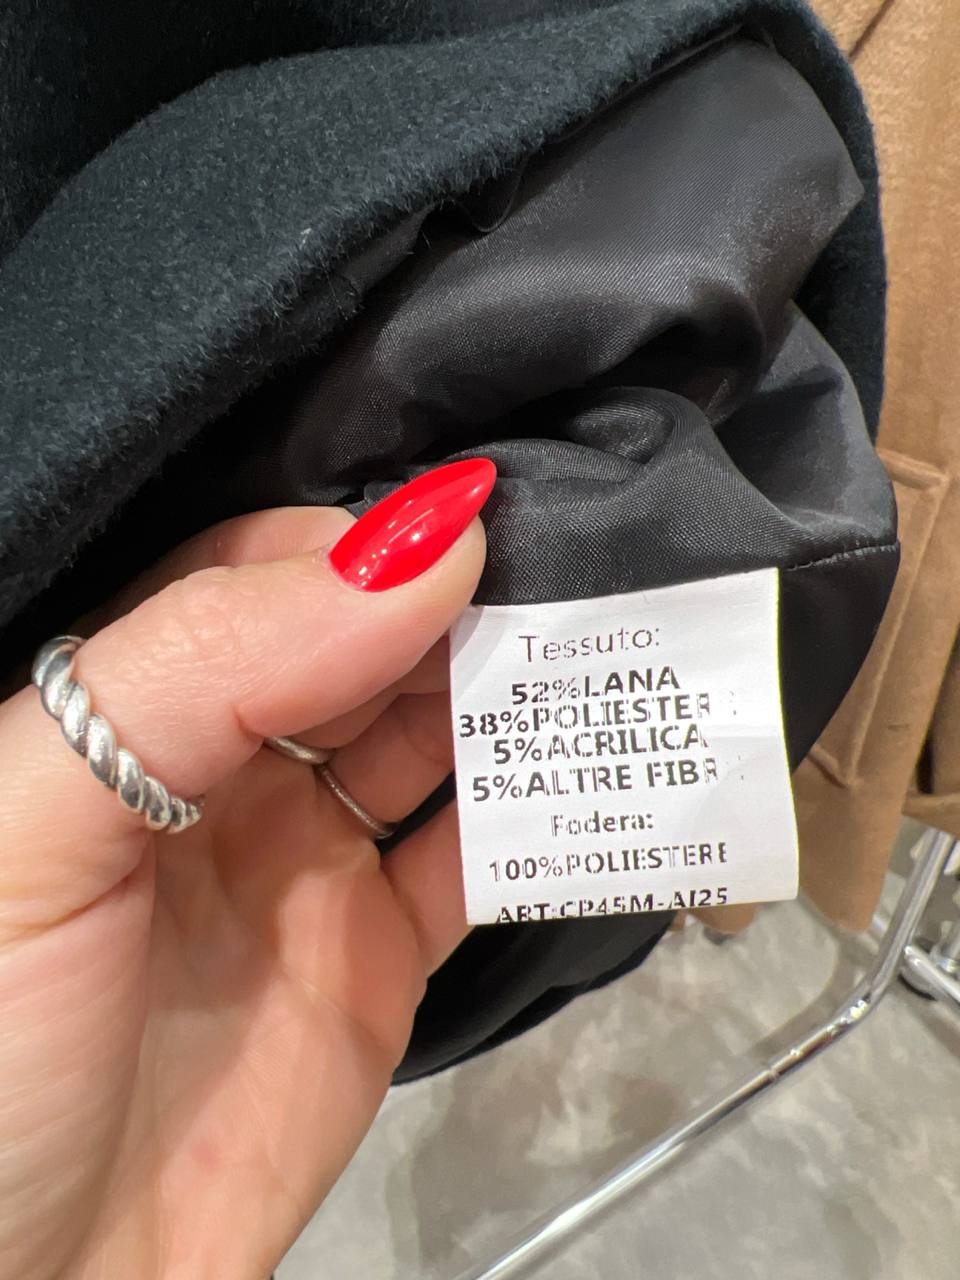 Tessuto:
52%LANA
38%POLIESTER
5%ACRILICA
5%ALTRE FIBR
Fodera:
100%POLIESTERE
ART:CP45M-AI25